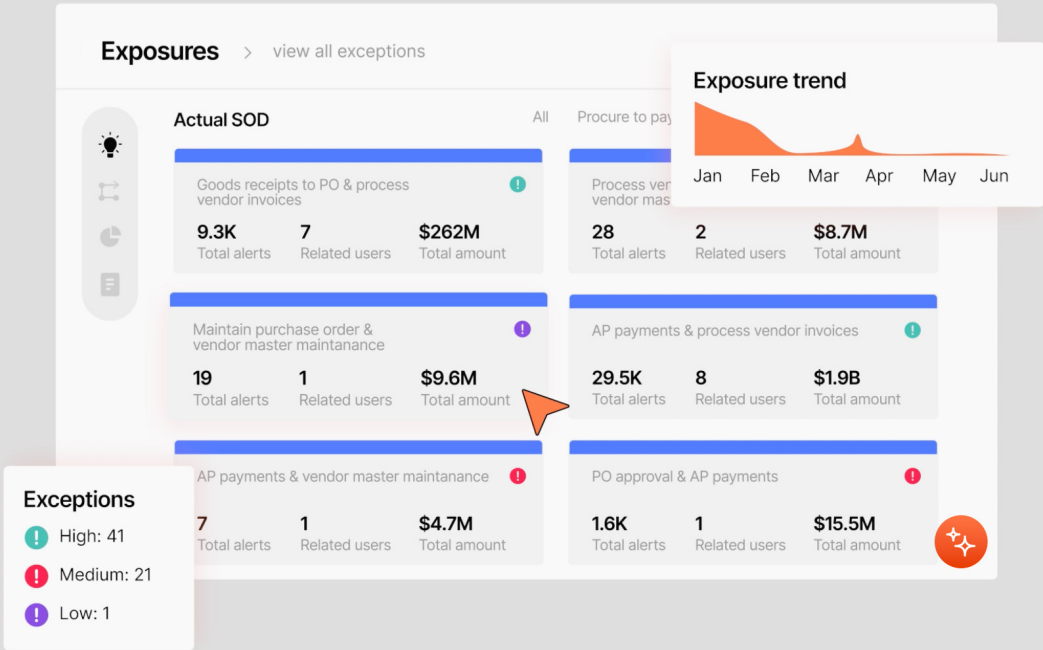 Exposures > view all exceptions
Exposure trend
Jan Feb Mar Apr May Jun
Actual SOD
All Procure to pay
Goods receipts to PO & process
vendor invoices
9.3K 7 $262M
Total alerts Related users Total amount
Process
vendor
28 2 $8.7M
Total alerts Related users Total amount
Maintain purchase order &
vendor master maintanance
19 1 $9.6M
Total alerts Related users Total amount
AP payments & process vendor invoices
29.5K 8 $1.9B
Total alerts Related users Total amount
AP payments & vendor master maintanance
7 1 $4.7M
Total alerts Related users Total amount
PO approval & AP payments
1.6K 1 $15.5M
Total alerts Related users Total amount
Exceptions
High: 41
Medium: 21
Low: 1